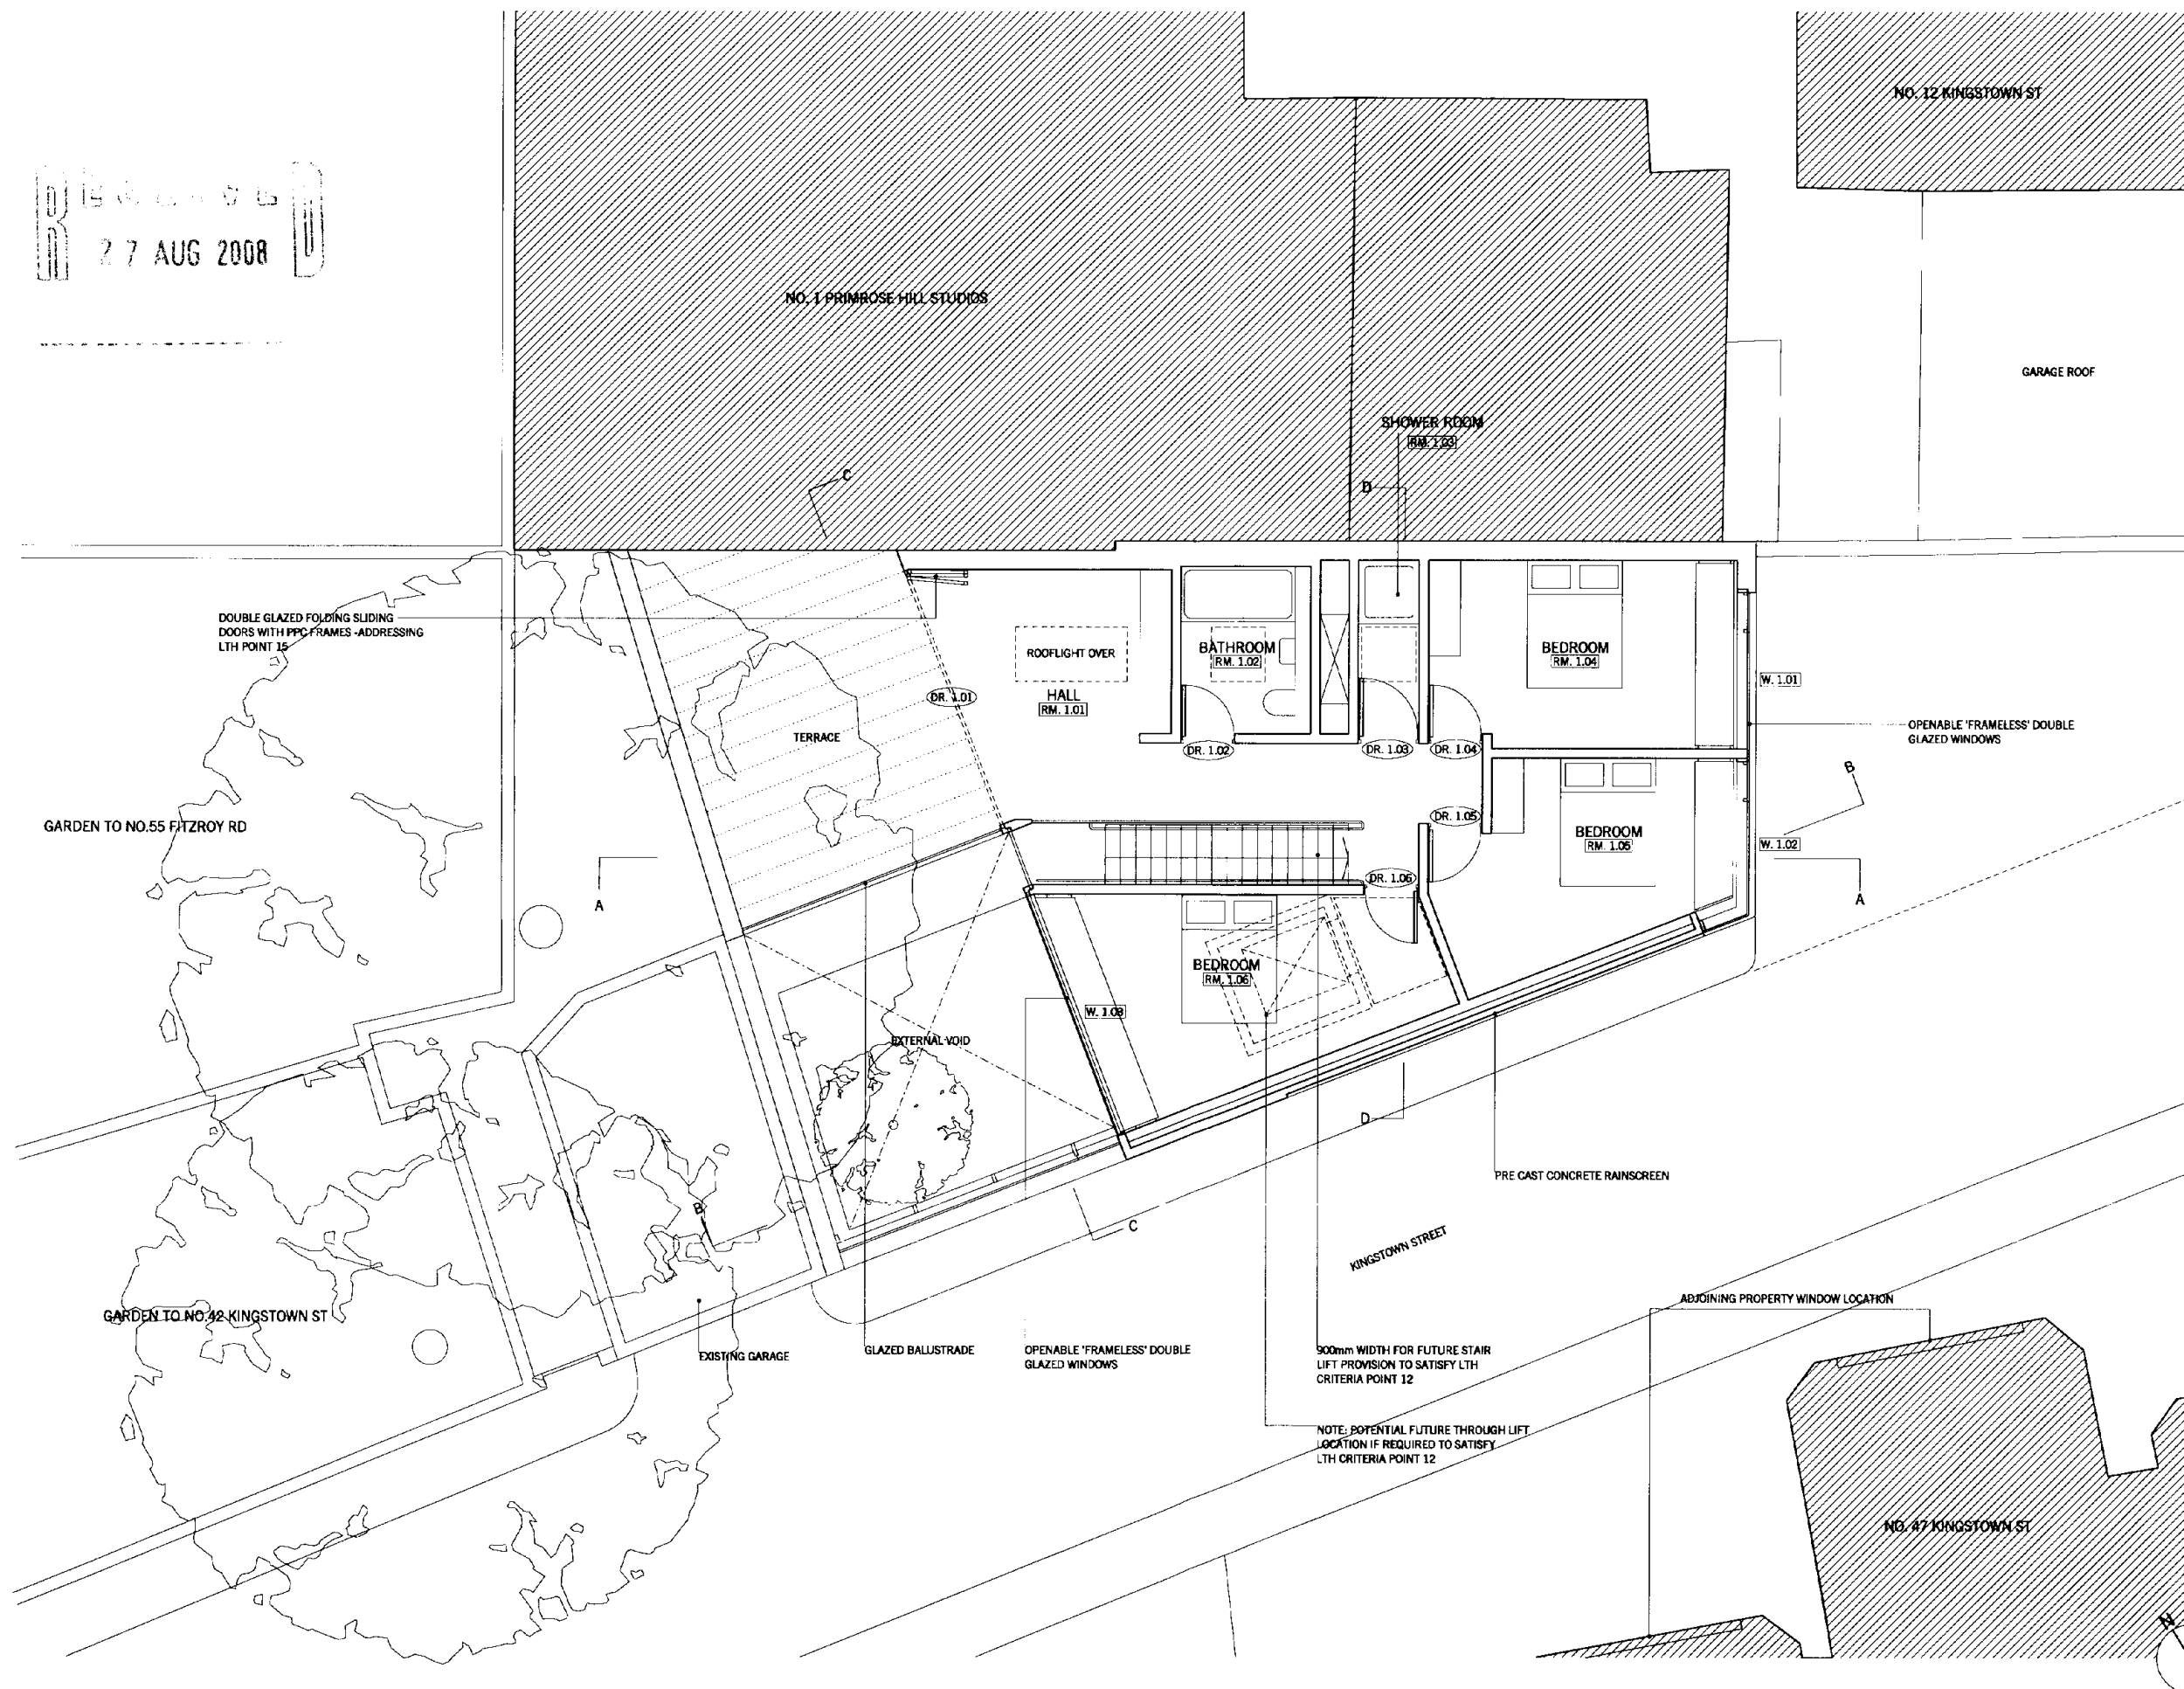 NO. 12 KINGSTOWN ST
27 AUG 2008
NO. 1 PRIMROSE HILL STUDIOS
GARAGE ROOF
SHOWER ROOM
RM. 1.03
C
D
DOUBLE GLAZED FOLDING SLIDING
DOORS WITH PPC FRAMES -ADDRESSING
LTH POINT 15
ROOFLIGHT OVER
BATHROOM
RM. 1.02
BEDROOM
RM. 1.04
W. 1.01
DR. 1.01
HALL
RM. 1.01
TERRACE
DR. 1.02
DR. 1.03
DR. 1.04
OPENABLE 'FRAMELESS' DOUBLE
GLAZED WINDOWS
B
GARDEN TO NO.55 FITZROY RD
DR. 1.05
BEDROOM
RM. 1.05
W. 1.02
A
DR. 1.06
A
BEDROOM
RM. 1.06
W. 1.03
EXTERNAL VOID
D
PRE CAST CONCRETE RAINSCREEN
B
C
KINGSTOWN STREET
ADJOINING PROPERTY WINDOW LOCATION
GARDEN TO NO.42 KINGSTOWN ST
EXISTING GARAGE
GLAZED BALUSTRADE
OPENABLE 'FRAMELESS' DOUBLE
GLAZED WINDOWS
900mm WIDTH FOR FUTURE STAIR
LIFT PROVISION TO SATISFY LTH
CRITERIA POINT 12
NOTE: POTENTIAL FUTURE THROUGH LIFT
LOCATION IF REQUIRED TO SATISFY
LTH CRITERIA POINT 12
NO. 47 KINGSTOWN ST
N